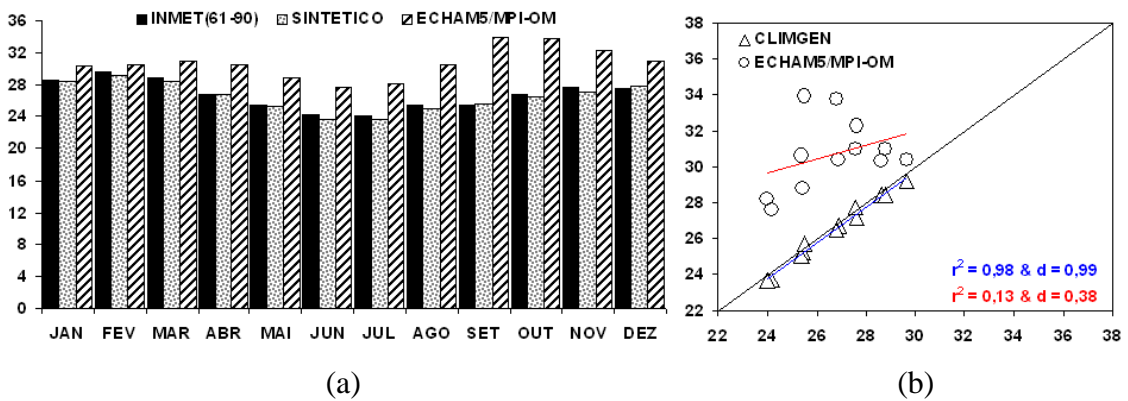 INMET(61-90) SINTETICO ECHAM5/MPI-OM
36
32
28
24
20
16
12
8
4
0
JAN FEV MAR ABR MAI JUN JUL AGO SET OUT NOV DEZ
(a)
CLIMGEN
ECHAM5/MPI-OM
38
36
34
32
30
28
26
24
22
r² = 0,98 & d = 0,99
r² = 0,13 & d = 0,38
22 24 26 28 30 32 34 36 38
(b)